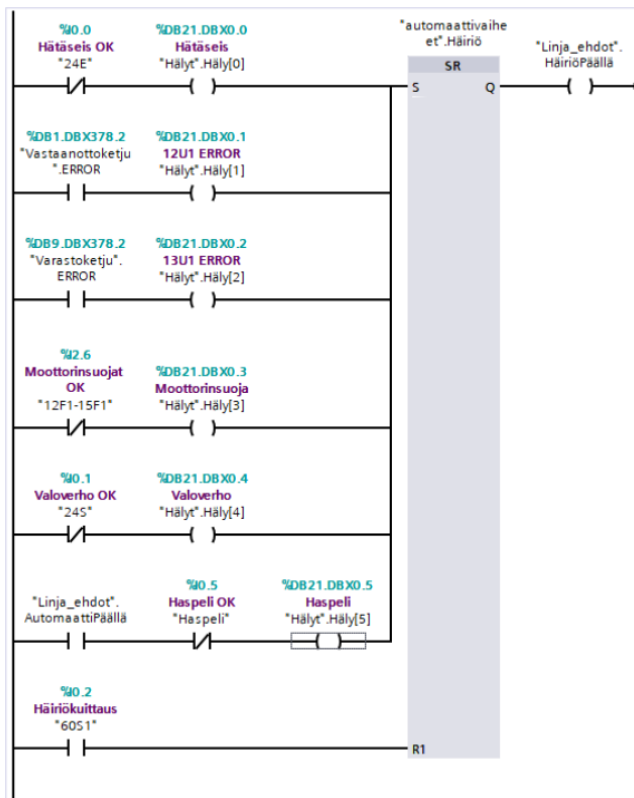 %I0.0
Hätäseis OK
"24E"
%DB21.DBX0.0
Hätäseis
"Hälyt".Häly[0]
"automaattivaihe
et".Häiriö
SR
S
Q
"Linja_ehdot".
HäiriöPäällä
%DB1.DBX378.2
"Vastaanottoketju
".ERROR
%DB21.DBX0.1
12U1 ERROR
"Hälyt".Häly[1]
%DB9.DBX378.2
"Varastoketju".
ERROR
%DB21.DBX0.2
13U1 ERROR
"Hälyt".Häly[2]
%I2.6
Moottorinsuojat
OK
"12F1-15F1"
%DB21.DBX0.3
Moottorinsuoja
"Hälyt".Häly[3]
%I0.1
Valoverho OK
"24S"
%DB21.DBX0.4
Valoverho
"Hälyt".Häly[4]
"Linja_ehdot".
AutomaattiPäällä
%I0.5
Haspeli OK
"Haspeli"
%DB21.DBX0.5
Haspeli
"Hälyt".Häly[5]
%I0.2
Häiriökuittaus
"60S1"
R1